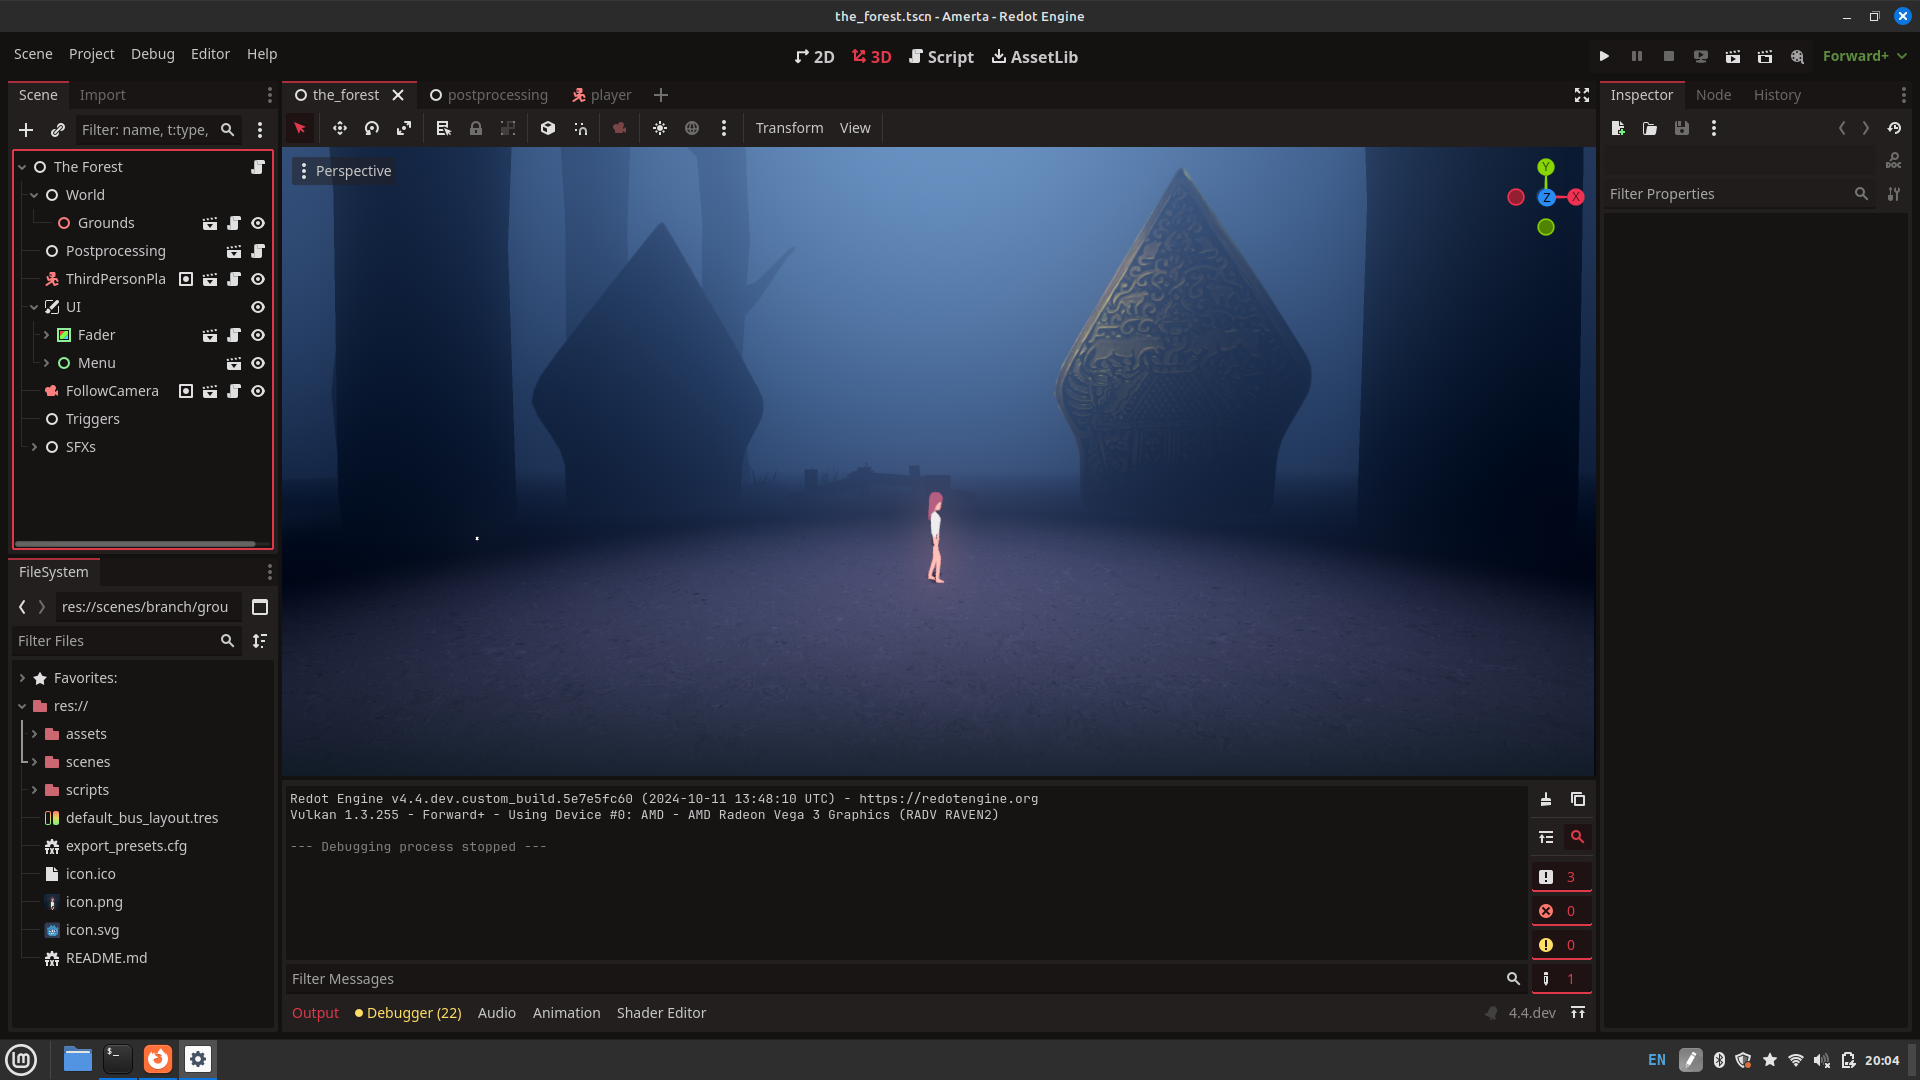 the_forest.tscn - Amerta - Redot Engine
Scene Project Debug Editor Help
2D 3D Script AssetLib
Forward+
Scene Import
the_forest postprocessing player
Inspector Node History
Filter: name, t:type,
Transform View
The Forest
World
Grounds
Postprocessing
ThirdPersonPla
UI
Fader
Menu
FollowCamera
Triggers
SFXs
Perspective
Y
Z X
DOC
Filter Properties
FileSystem
res://scenes/branch/grou
Filter Files
Favorites:
res://
assets
scenes
scripts
default_bus_layout.tres
export_presets.cfg
icon.ico
icon.png
icon.svg
README.md
Redot Engine v4.4.dev.custom_build.5e7e5fc60 (2024-10-11 13:48:10 UTC) - https://redotengine.org
Vulkan 1.3.255 - Forward+ - Using Device #0: AMD - AMD Radeon Vega 3 Graphics (RADV RAVEN2)
--- Debugging process stopped ---
3
0
0
1
Filter Messages
Output Debugger (22) Audio Animation Shader Editor
4.4.dev
EN
20:04